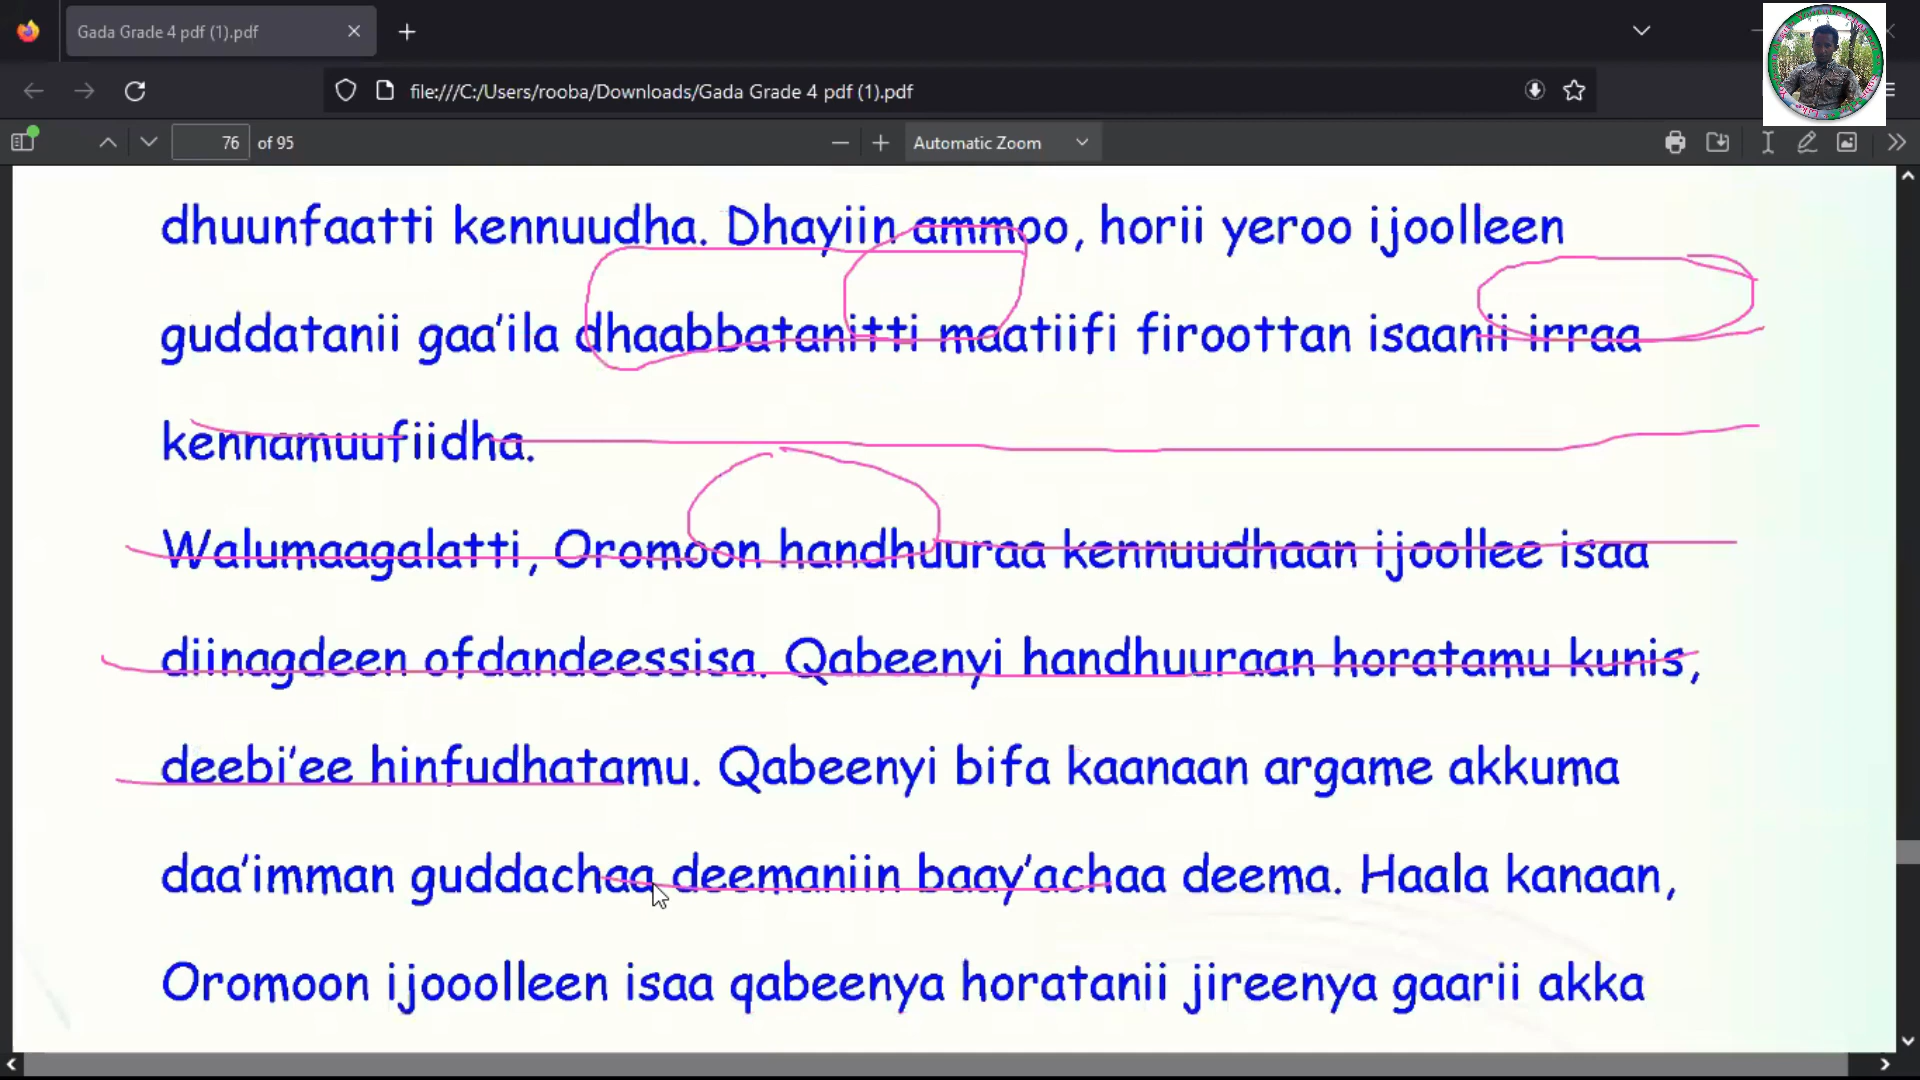 Gada Grade 4 pdf (1).pdf
file:///C:/Users/rooba/Downloads/Gada Grade 4 pdf (1).pdf
76 of 95
Automatic Zoom
dhuunfaatti kennuudha. Dhayiin ammoo, horii yeroo ijoolleen
guddatanii gaa’ila dhaabbatanitti maatiifi firoottan isaanii irraa
kennamuufiidha.
Walumaagalatti, Oromoon handhuuraa kennuudhaan ijoollee isaa
diinagdeen ofdandeessisa. Qabeenyi handhuuraan horatamu kunis,
deebi’ee hinfudhatamu. Qabeenyi bifa kaanaan argame akkuma
daa’imman guddachaa deemaniin baay’achaa deema. Haala kanaan,
Oromoon ijooolleen isaa qabeenya horatanii jireenya gaarii akka